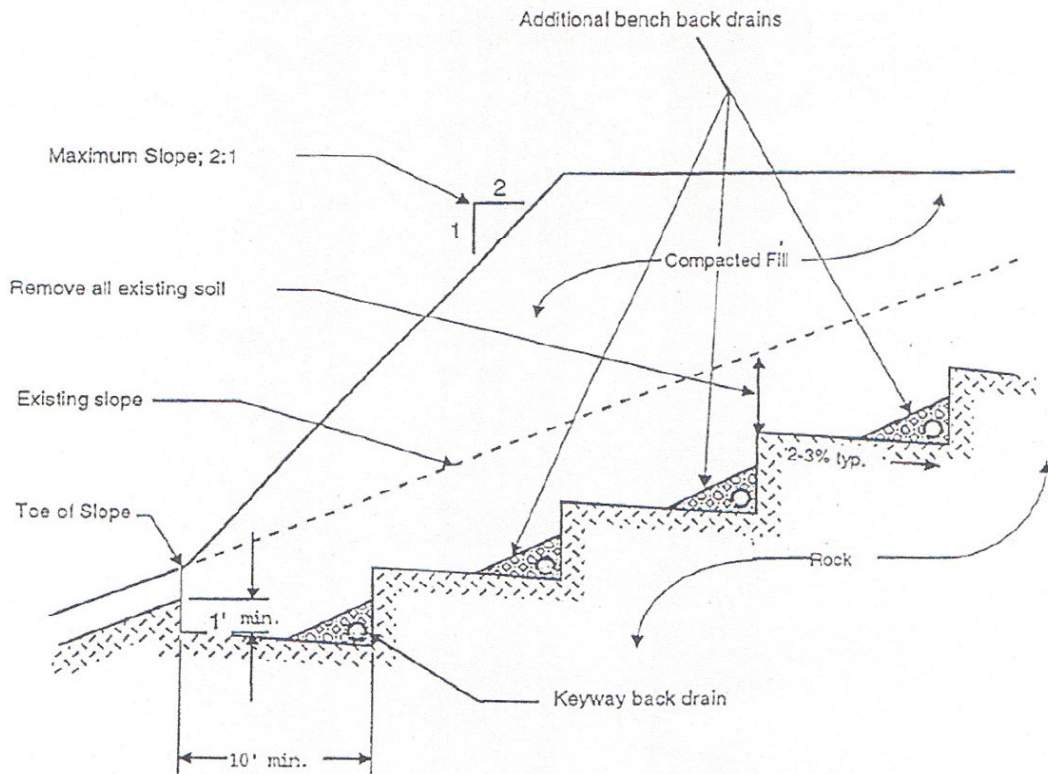 Additional bench back drains
Maximum Slope; 2:1
2
1
Compacted Fill
Remove all existing soil
Existing slope
2-3% typ.
Toe of Slope
Rock
1' min.
Keyway back drain
10' min.